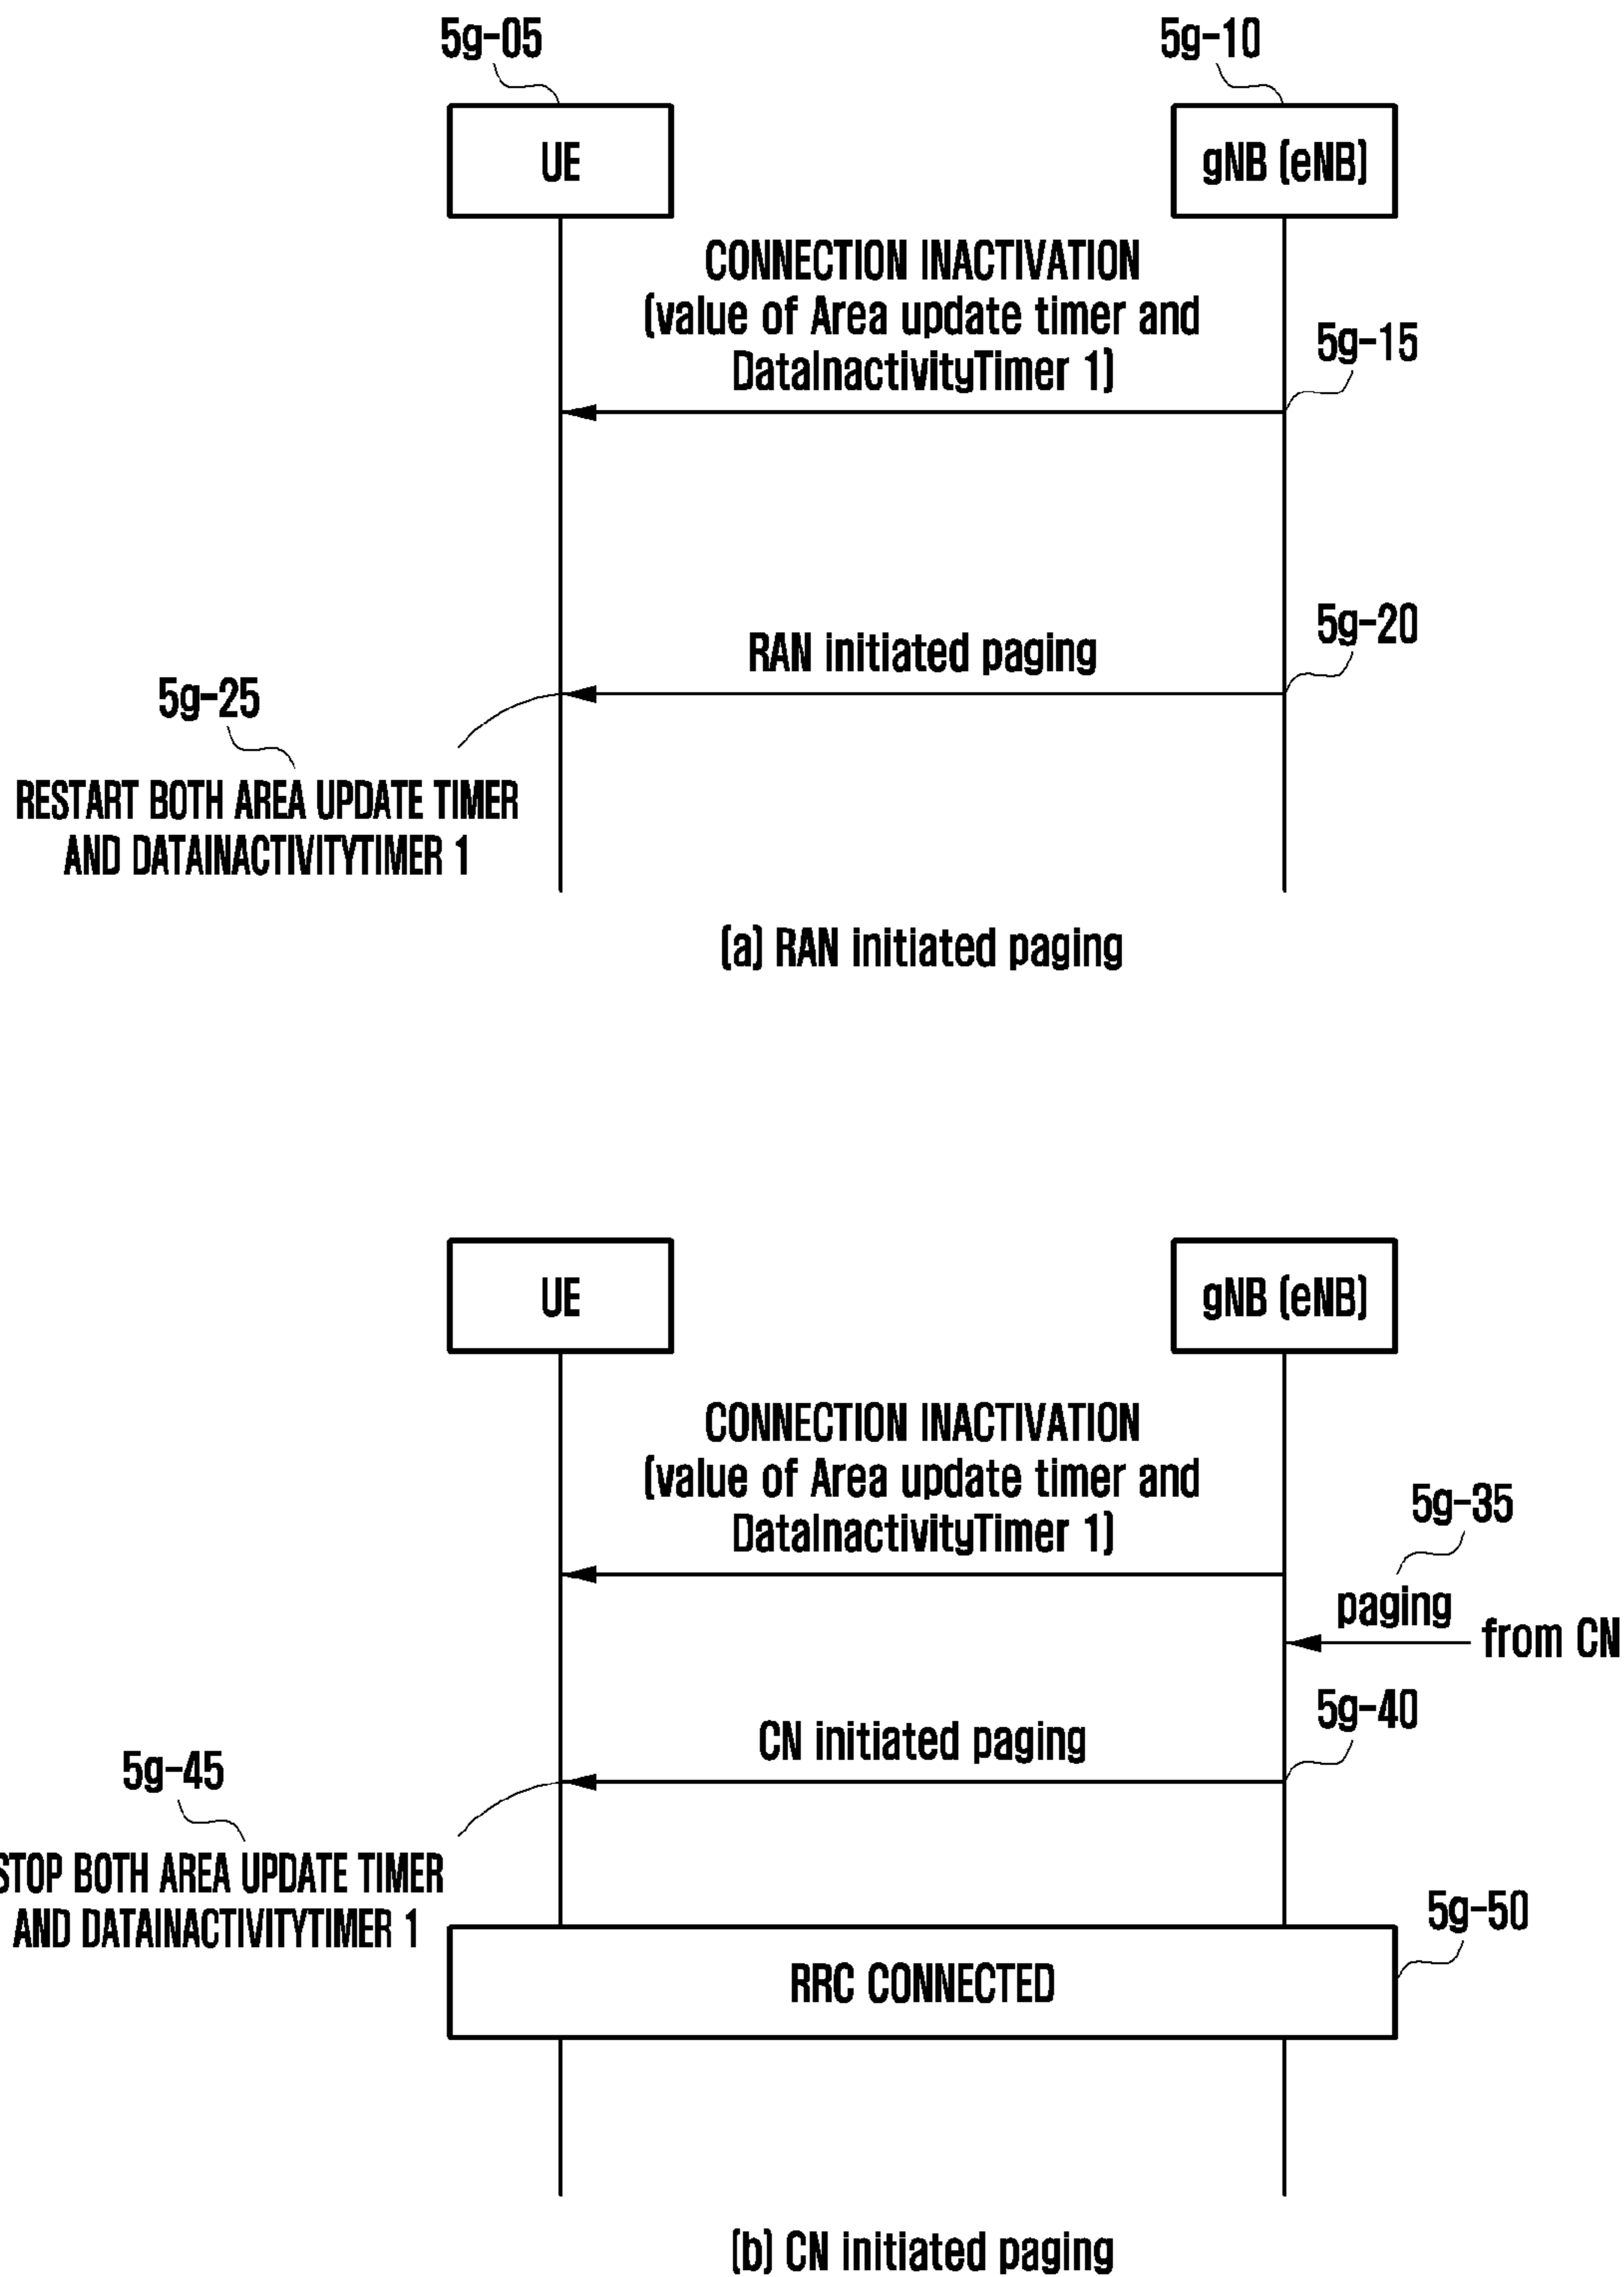 5g-05
5g-10
UE
gNB (eNB)
CONNECTION INACTIVATION
(value of Area update timer and
DataInactivityTimer 1)
5g-15
RAN initiated paging
5g-20
5g-25
RESTART BOTH AREA UPDATE TIMER
AND DATAINACTIVITYTIMER 1
(a) RAN initiated paging
UE
gNB (eNB)
CONNECTION INACTIVATION
(value of Area update timer and
DataInactivityTimer 1)
5g-35
paging
from CN
CN initiated paging
5g-40
5g-45
STOP BOTH AREA UPDATE TIMER
AND DATAINACTIVITYTIMER 1
5g-50
RRC CONNECTED
(b) CN initiated paging